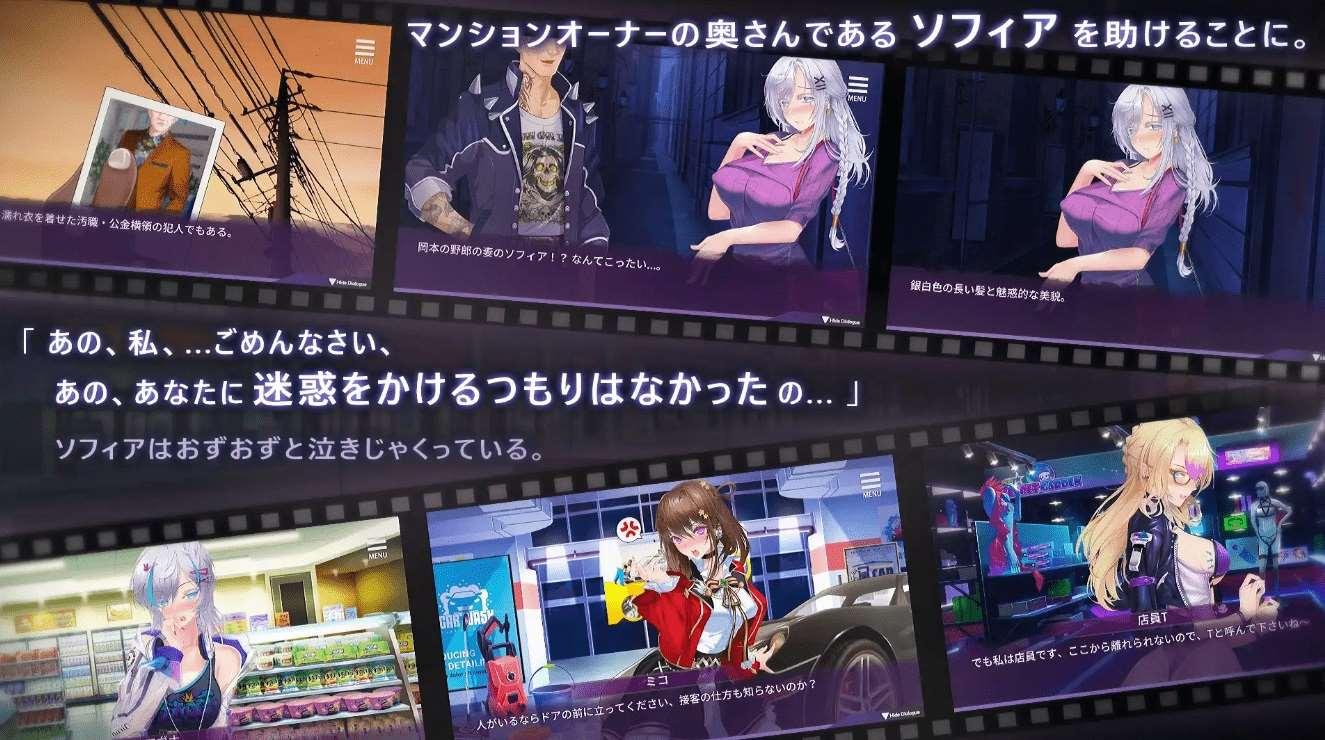 マンションオーナーの奥さんである ソフィア を助けることに。
MENU
濡れ衣を着せた汚職・公金横領の犯人でもある。
Hide Dialogue
MENU
岡本の野郎の妻のソフィア！？なんてこったい…。
Hide Dialogue
銀白色の長い髪と魅惑的な美貌。
「 あの、私、…ごめんなさい、
あの、あなたに 迷惑をかけるつもりはなかった の… 」
ソフィアはおずおずと泣きじゃくっている。
MENU
MENU
CAR WASH
ミコ
人がいるならドアの前に立ってください、接客の仕方も知らないのか？
Hide Dialogue
店員T
でも私は店員です、ここから離れられないので、Tと呼んで下さいね～